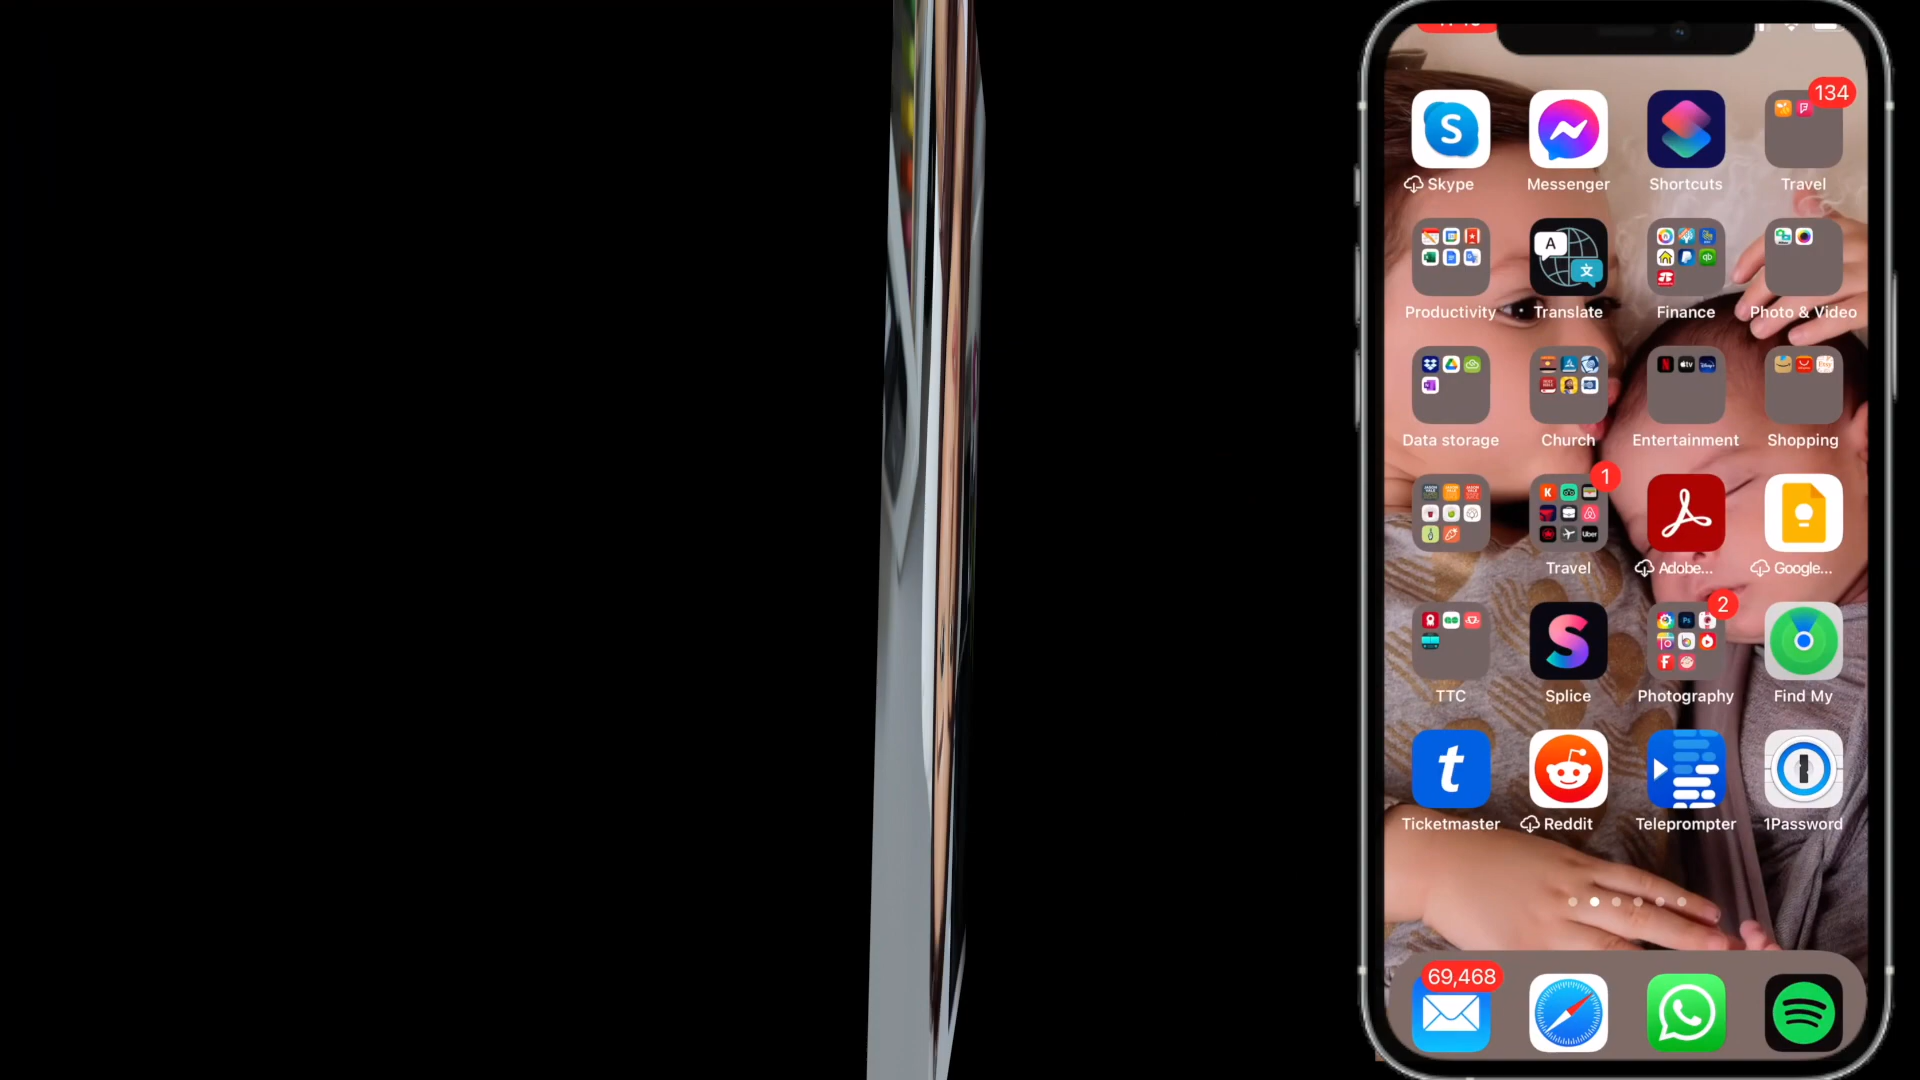 134
Skype
Messenger
Shortcuts
Travel
Productivity
Translate
Finance
Photo & Video
Data storage
Church
Entertainment
Shopping
1
Travel
Adobe...
Google...
2
TTC
Splice
Photography
Find My
Ticketmaster
Reddit
Teleprompter
1Password
69,468